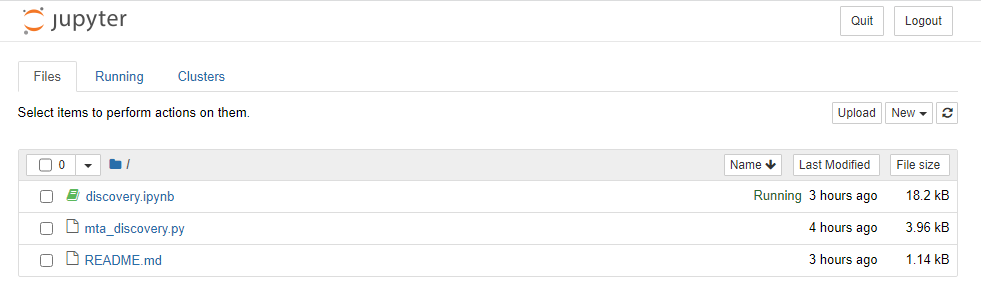 jupyter Quit Logout
Files Running Clusters
Select items to perform actions on them. Upload New
0 / Name Last Modified File size
discovery.ipynb Running 3 hours ago 18.2 kB
mta_discovery.py 4 hours ago 3.96 kB
README.md 3 hours ago 1.14 kB